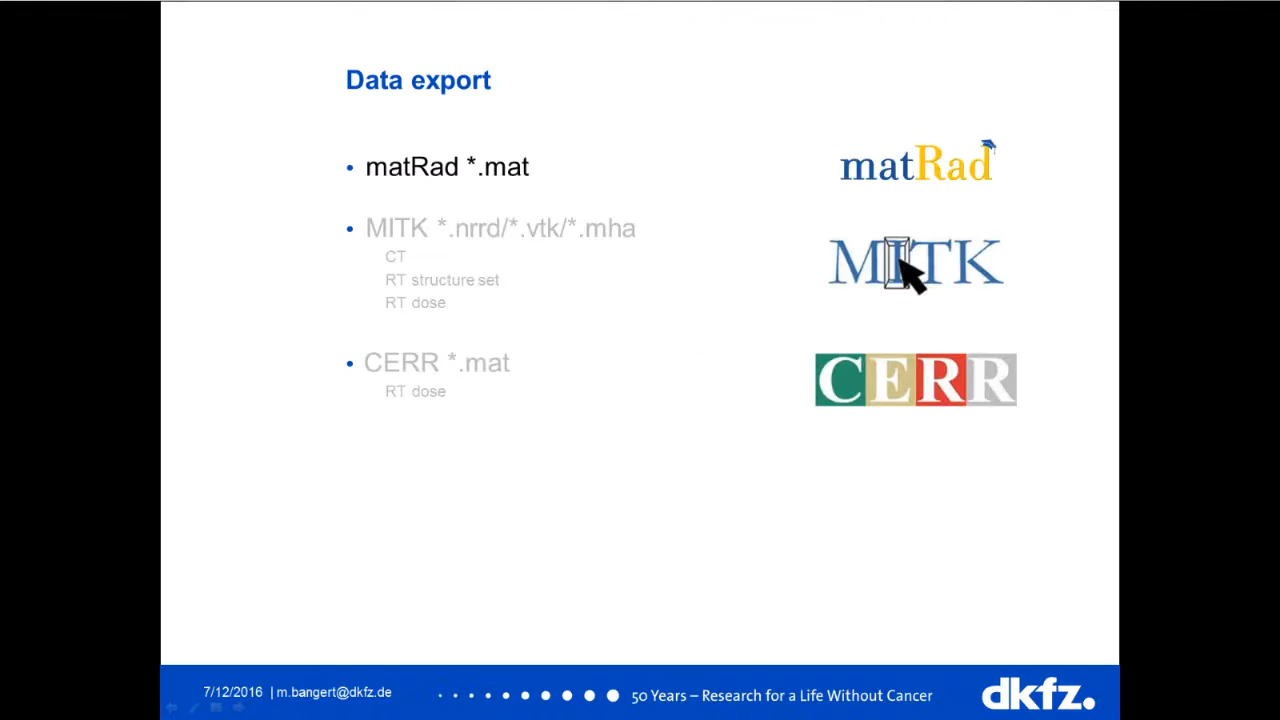 Data export
• matRad *.mat
matRad
• MITK *.nrrd/*.vtk/*.mha
CT
RT structure set
RT dose
MITK
• CERR *.mat
RT dose
CERR
7/12/2016 | m.bangert@dkfz.de
50 Years – Research for a Life Without Cancer
dkfz.